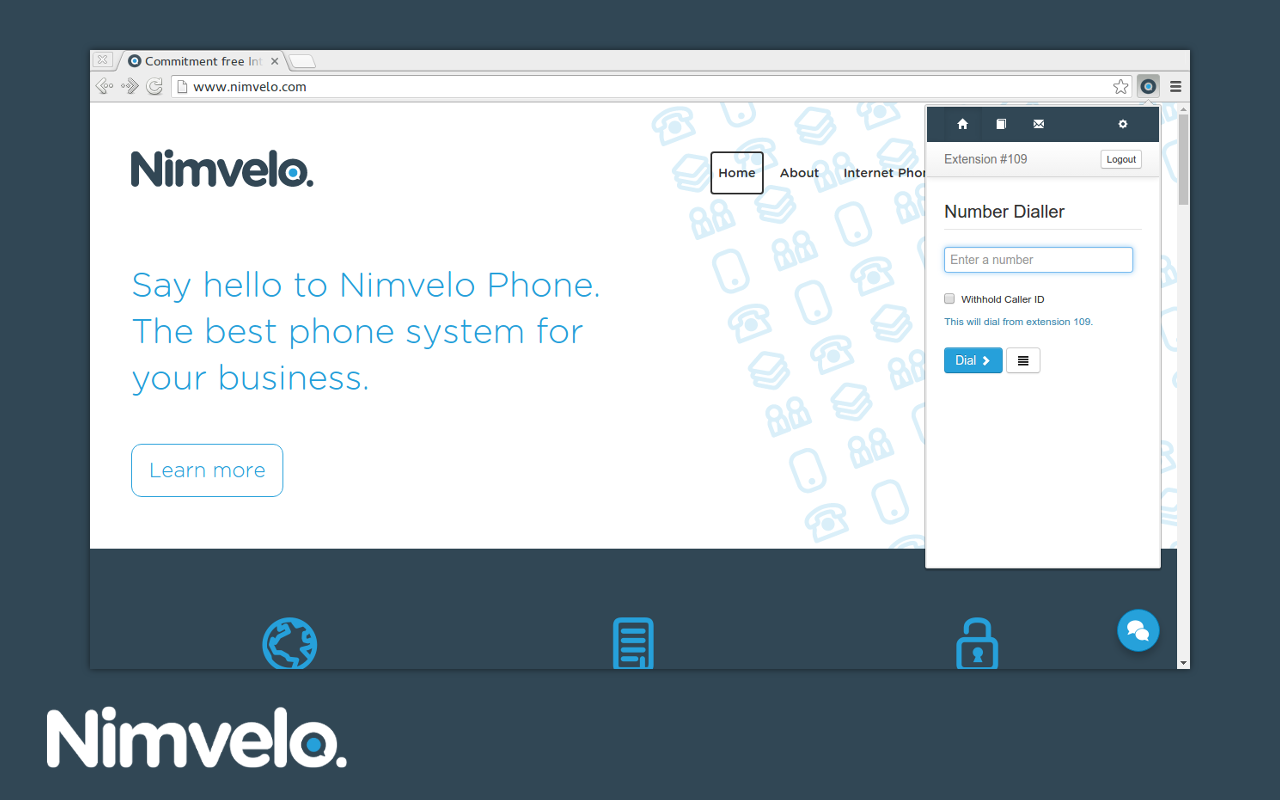 Commitment free Int
www.nimvelo.com
Nimvelo.
Home
About
Internet Phon
Extension #109
Logout
Number Dialler
Enter a number
Withhold Caller ID
This will dial from extension 109.
Dial
Say hello to Nimvelo Phone.
The best phone system for
your business.
Learn more
Nimvelo.